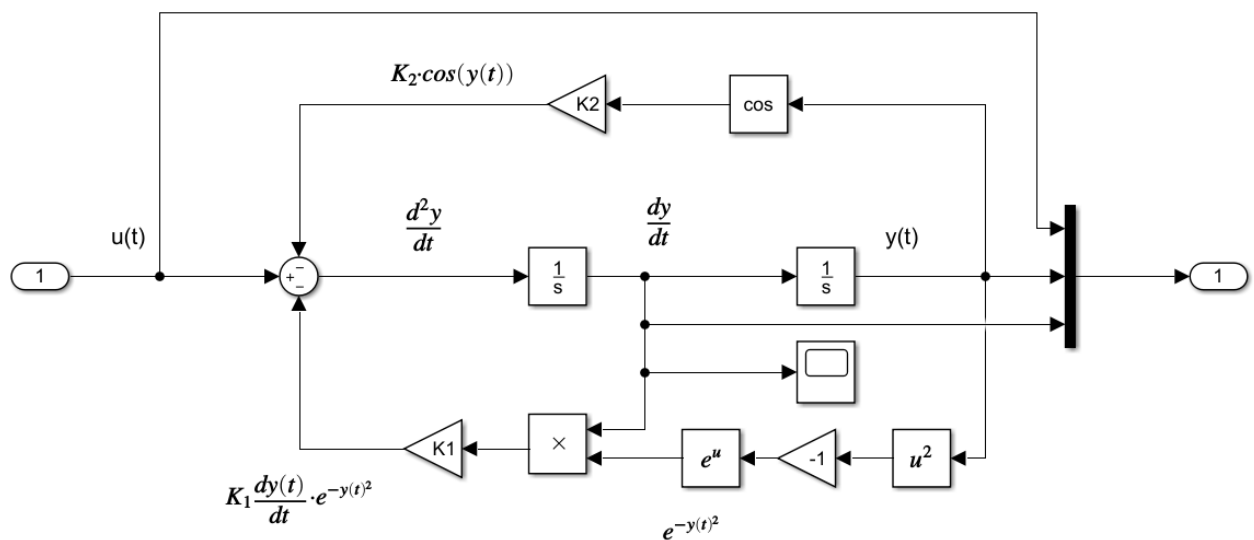 K₂·cos(y(t))
K2
cos
u(t)
d²y/dt
dy/dt
y(t)
1
+ − −
1/s
1/s
1
K1
×
eᵘ
-1
u²
K₁ dy(t)/dt · e^{−y(t)²}
e^{−y(t)²}